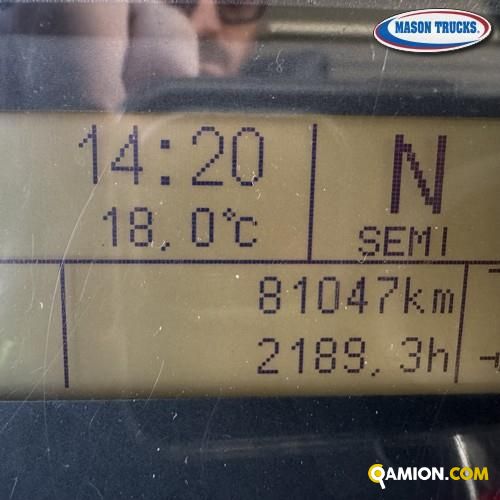 MASON TRUCKS.
14:20
N
18,0°C
SEMI
81047km
2189,3h
QAMION.COM